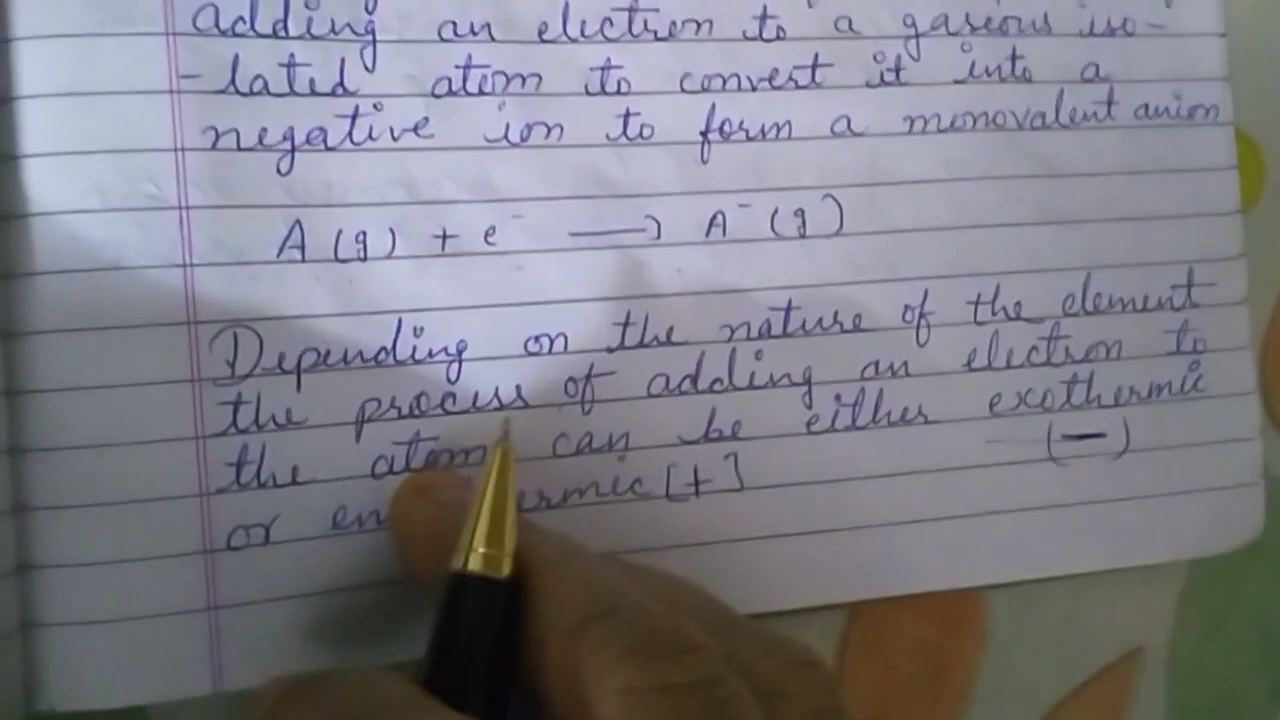 adding an electron to a gaseous iso-
-lated atom to convert it into a
negative ion to form a monovalent anion
A (g) + e⁻ → A⁻ (g)
Depending on the nature of the element
the process of adding an electron to
the atom can be either exothermic
(—)
or en ermic [+]